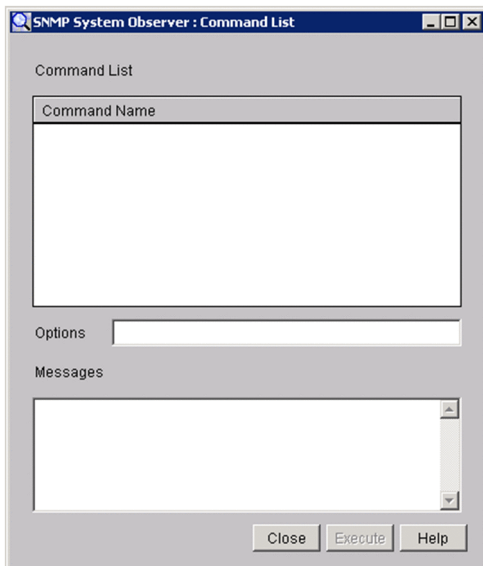 SNMP System Observer : Command List
Command List
Command Name
Options
Messages
Close Execute Help